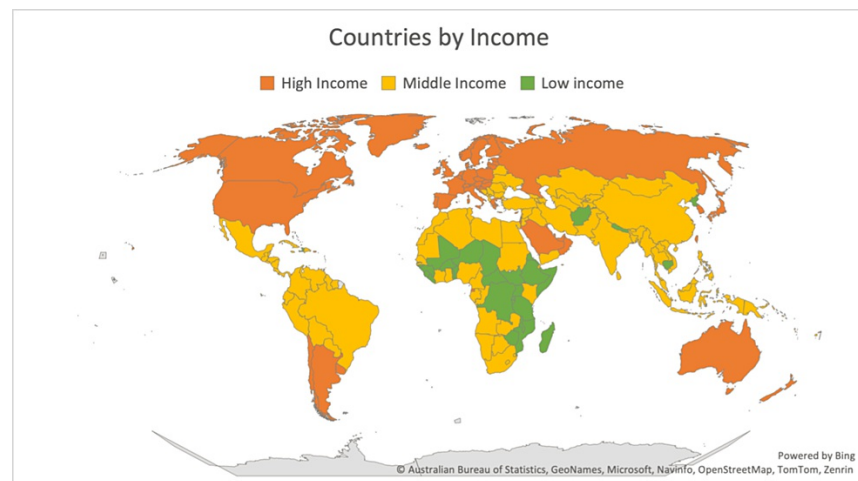 Countries by Income
High Income Middle Income Low income
Powered by Bing
© Australian Bureau of Statistics, GeoNames, Microsoft, Navinfo, OpenStreetMap, TomTom, Zenrin